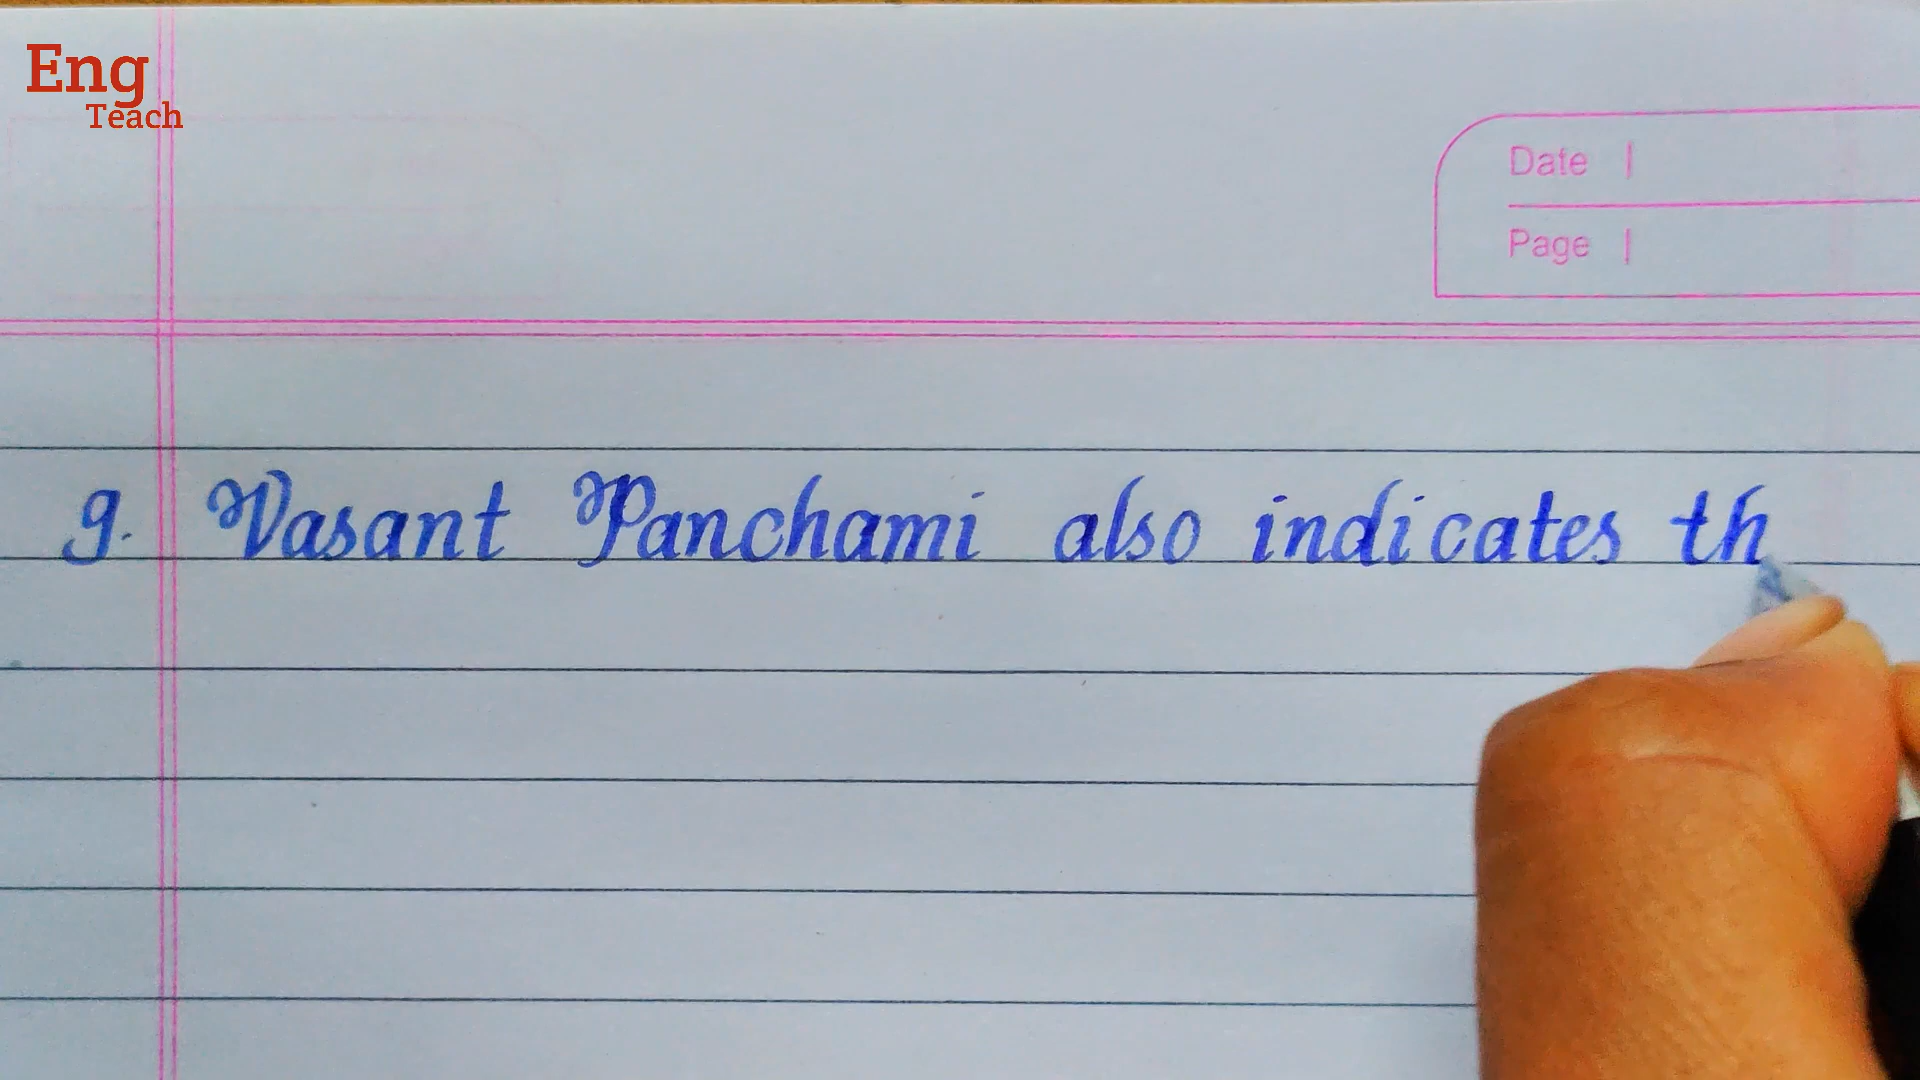 Eng
Teach
Date |
Page |
9. Vasant Panchami also indicates th